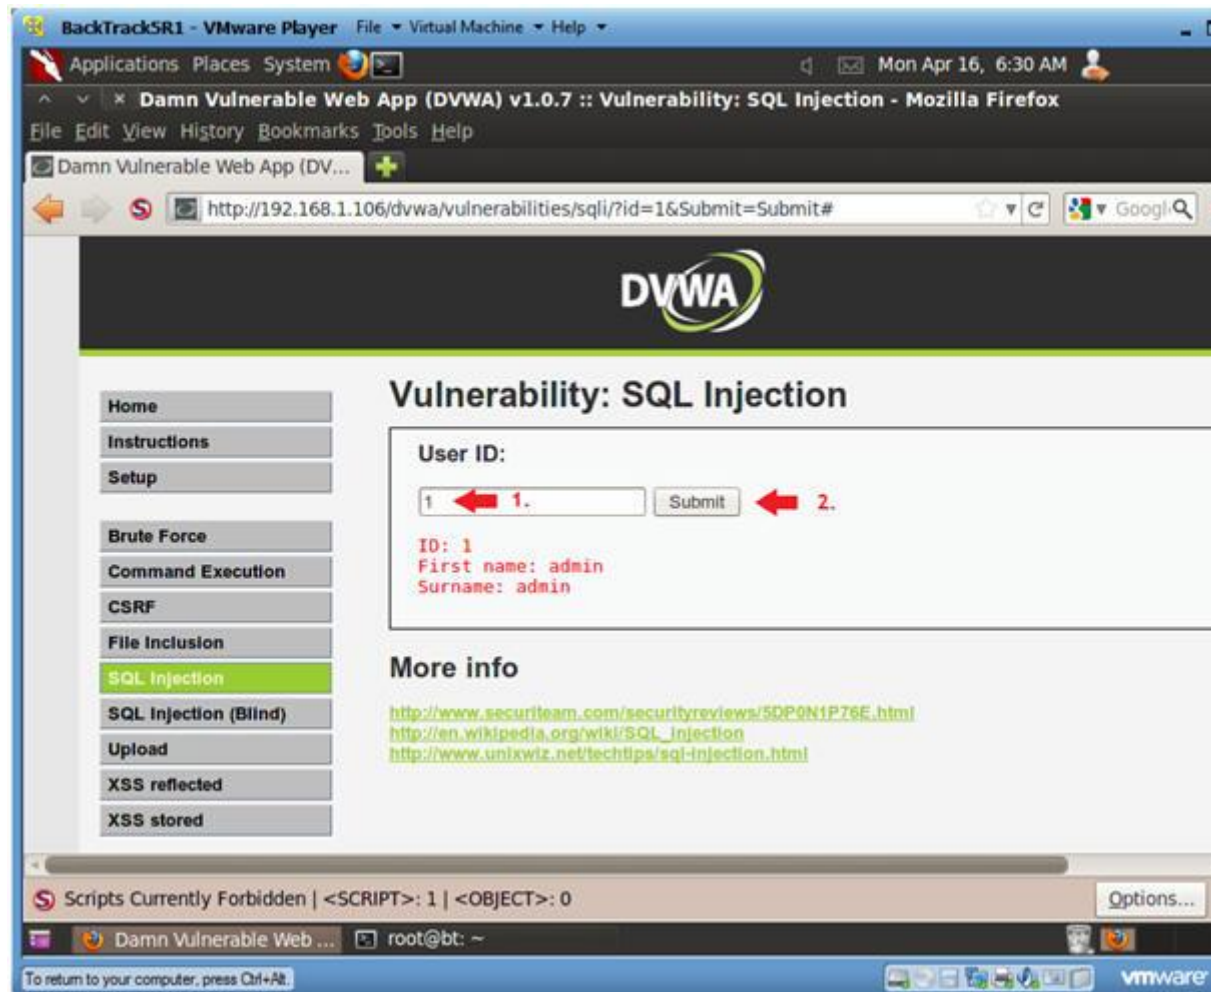 BackTrack5R1 - VMware Player File Virtual Machine Help
Applications Places System Mon Apr 16, 6:30 AM
Damn Vulnerable Web App (DVWA) v1.0.7 :: Vulnerability: SQL Injection - Mozilla Firefox
File Edit View History Bookmarks Tools Help
Damn Vulnerable Web App (DV...
http://192.168.1.106/dvwa/vulnerabilities/sqli/?id=1&Submit=Submit# Googl
DVWA
Home
Instructions
Setup
Brute Force
Command Execution
CSRF
File Inclusion
SQL Injection
SQL Injection (Blind)
Upload
XSS reflected
XSS stored
Vulnerability: SQL Injection
User ID:
1 1. Submit 2.
ID: 1
First name: admin
Surname: admin
More info
http://www.securiteam.com/securityreviews/5DP0N1P76E.html
http://en.wikipedia.org/wiki/SQL_injection
http://www.unixwiz.net/techtips/sql-injection.html
Scripts Currently Forbidden | <SCRIPT>: 1 | <OBJECT>: 0 Options...
Damn Vulnerable Web ... root@bt: ~
To return to your computer, press Ctrl+Alt. vmware